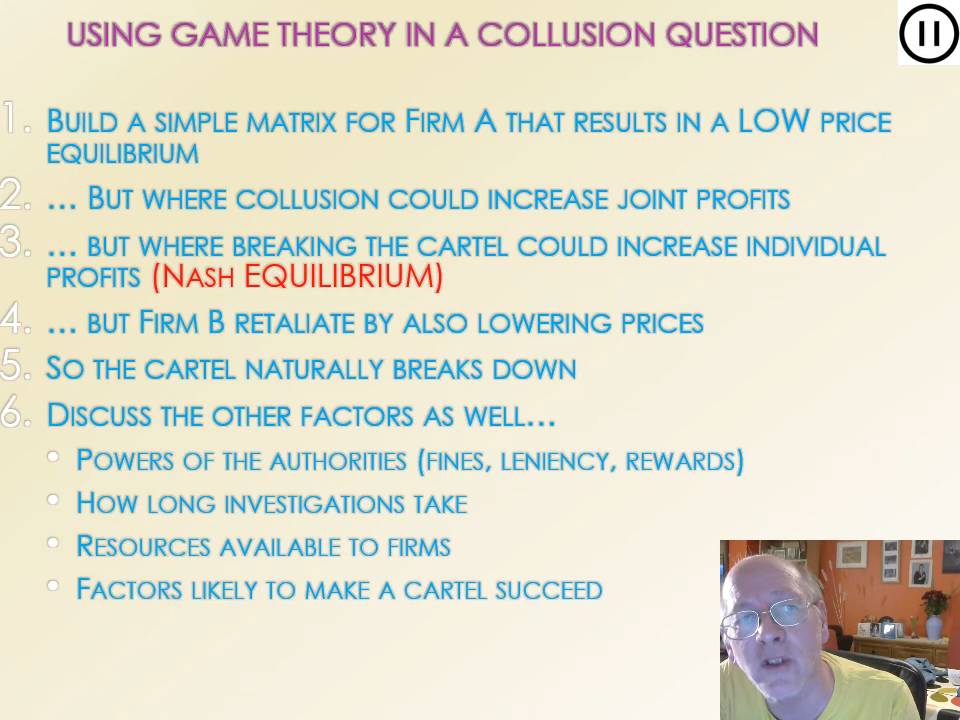 USING GAME THEORY IN A COLLUSION QUESTION
1. BUILD A SIMPLE MATRIX FOR FIRM A THAT RESULTS IN A LOW PRICE
EQUILIBRIUM
2. … BUT WHERE COLLUSION COULD INCREASE JOINT PROFITS
3. … BUT WHERE BREAKING THE CARTEL COULD INCREASE INDIVIDUAL
PROFITS (NASH EQUILIBRIUM)
4. … BUT FIRM B RETALIATE BY ALSO LOWERING PRICES
5. SO THE CARTEL NATURALLY BREAKS DOWN
6. DISCUSS THE OTHER FACTORS AS WELL…
• POWERS OF THE AUTHORITIES (FINES, LENIENCY, REWARDS)
• HOW LONG INVESTIGATIONS TAKE
• RESOURCES AVAILABLE TO FIRMS
• FACTORS LIKELY TO MAKE A CARTEL SUCCEED